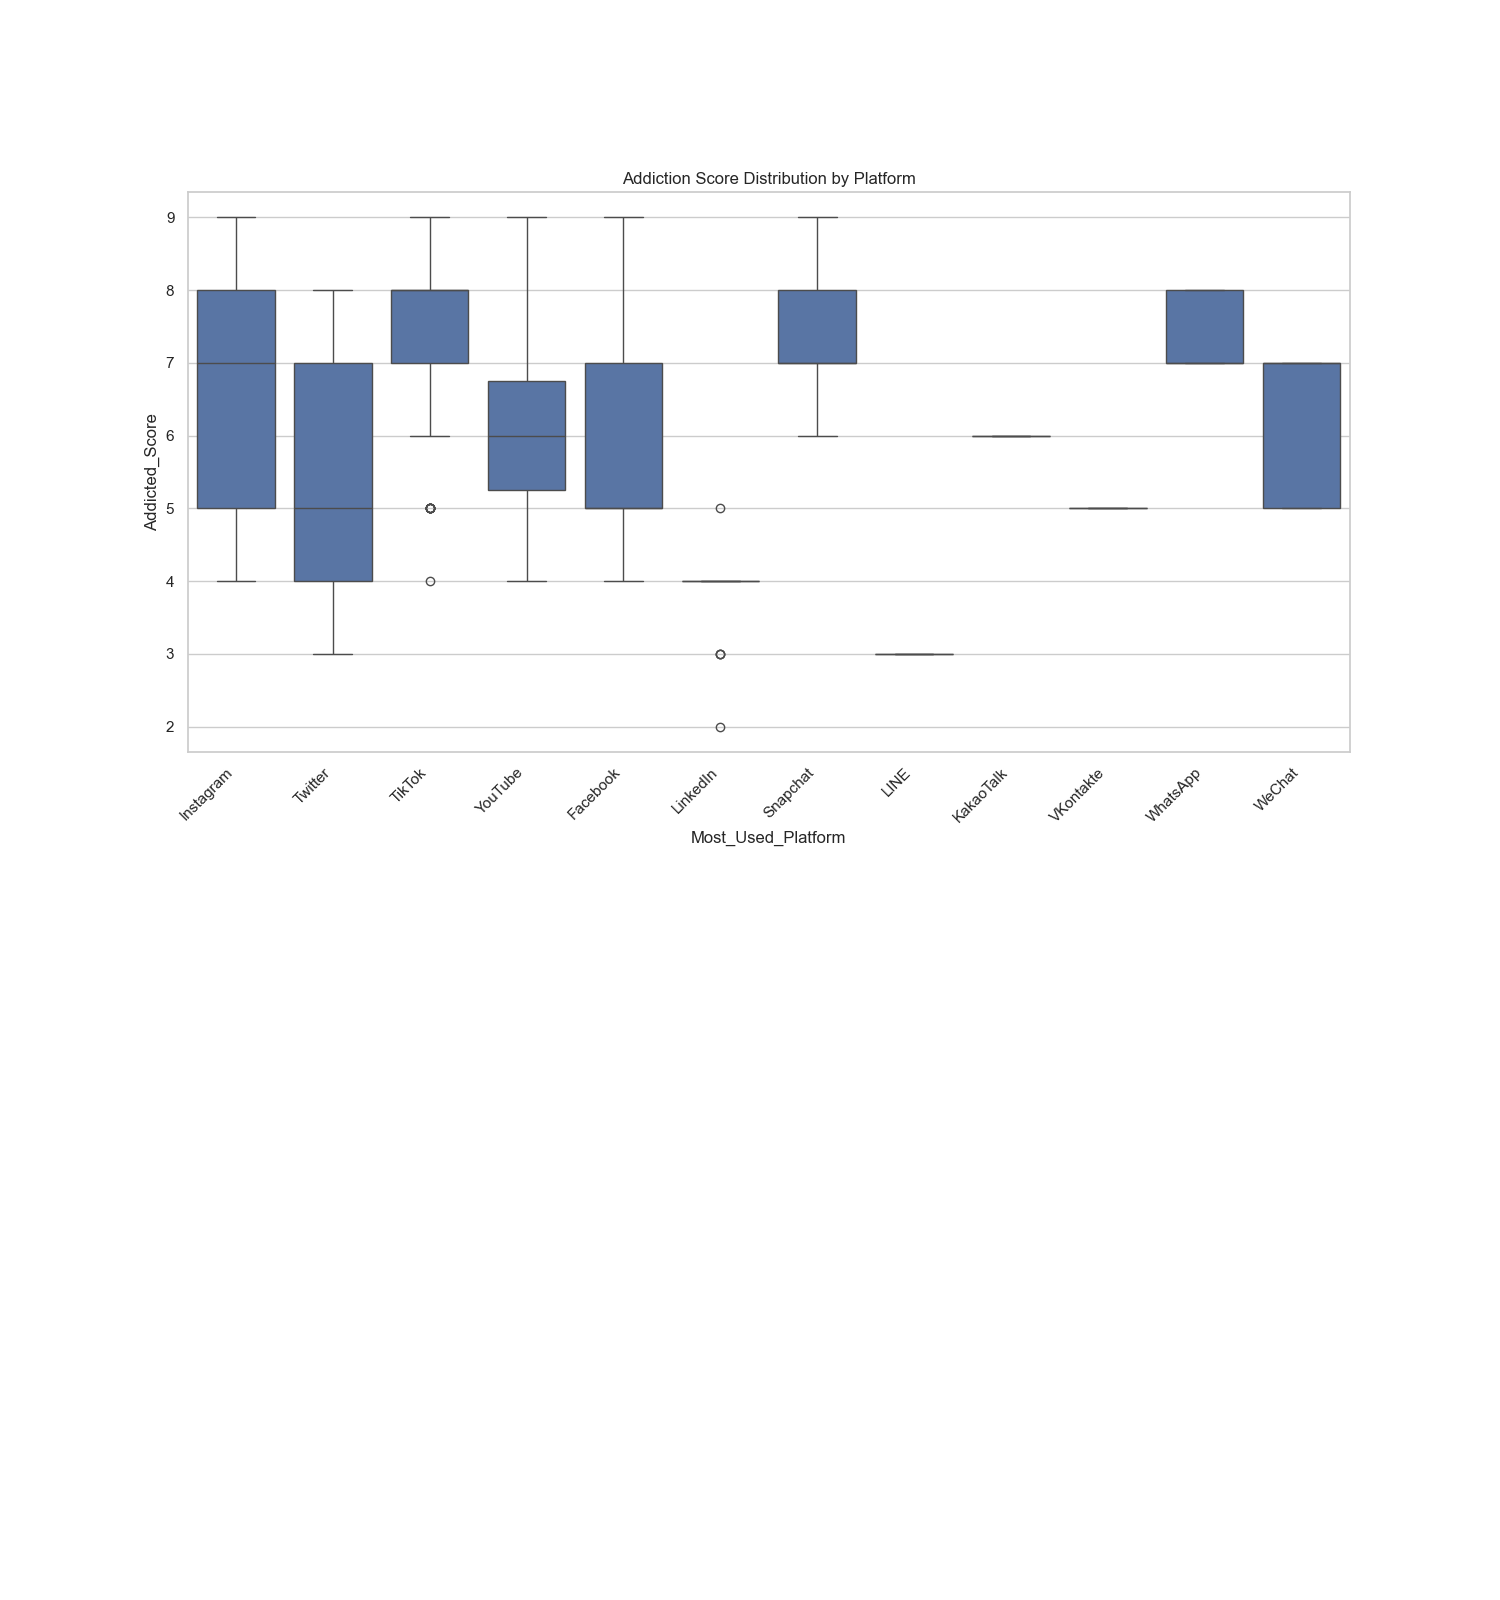 Addiction Score Distribution by Platform
9
8
7
6
5
4
3
2
Addicted_Score
Instagram
Twitter
TikTok
YouTube
Facebook
LinkedIn
Snapchat
LINE
KakaoTalk
VKontakte
WhatsApp
WeChat
Most_Used_Platform